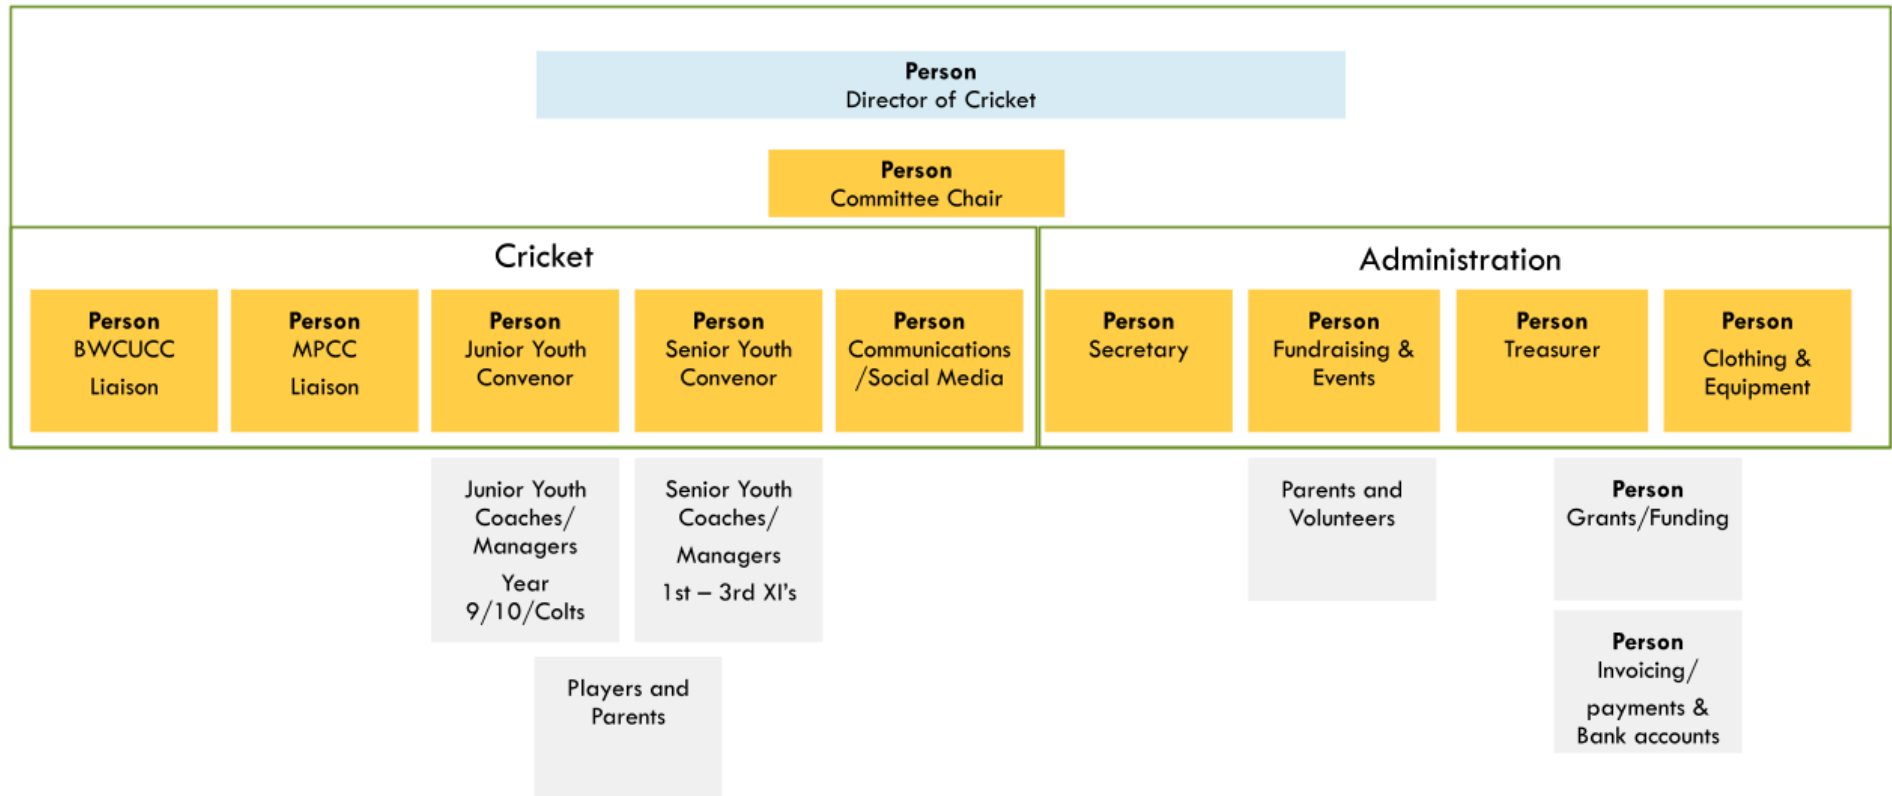 Person
Director of Cricket
Person
Committee Chair
Cricket
Person
BWCUCC
Liaison
Person
MPCC
Liaison
Person
Junior Youth
Convenor
Person
Senior Youth
Convenor
Person
Communications
/Social Media
Administration
Person
Secretary
Person
Fundraising &
Events
Person
Treasurer
Person
Clothing &
Equipment
Junior Youth
Coaches/
Managers
Year
9/10/Colts
Senior Youth
Coaches/
Managers
1st – 3rd XI’s
Players and
Parents
Parents and
Volunteers
Person
Grants/Funding
Person
Invoicing/
payments &
Bank accounts